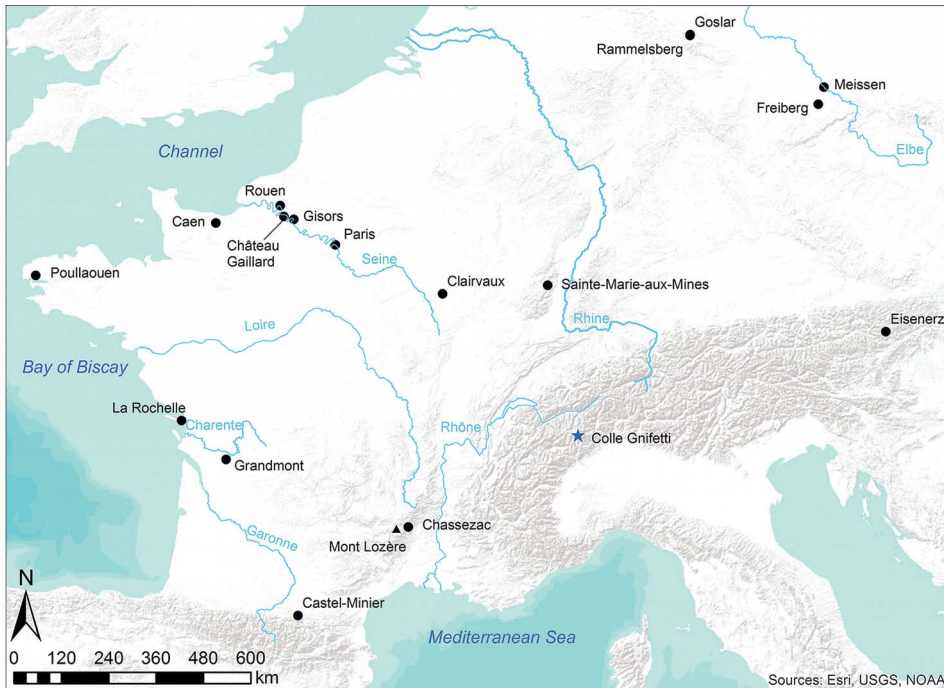 Goslar
Rammelsberg
Meissen
Freiberg
Elbe
Channel
Rouen
Gisors
Caen
Château
Gaillard
Paris
Seine
Poullaouen
Clairvaux
Sainte-Marie-aux-Mines
Rhine
Eisenerz
Loire
Bay of Biscay
La Rochelle
Charente
Rhône
Colle Gnifetti
Grandmont
Chassezac
Mont Lozère
Garonne
N
Castel-Minier
Mediterranean Sea
0 120 240 360 480 600
km
Sources: Esri, USGS, NOAA